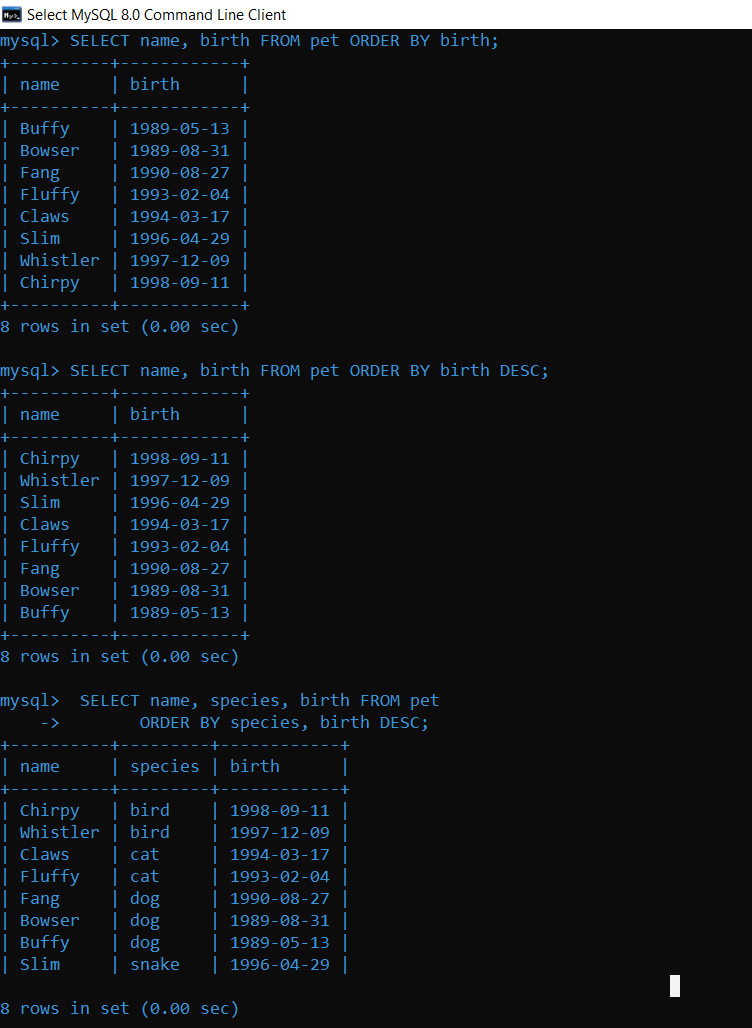 Select MySQL 8.0 Command Line Client
mysql> SELECT name, birth FROM pet ORDER BY birth;
+----------+------------+
| name     | birth      |
+----------+------------+
| Buffy    | 1989-05-13 |
| Bowser   | 1989-08-31 |
| Fang     | 1990-08-27 |
| Fluffy   | 1993-02-04 |
| Claws    | 1994-03-17 |
| Slim     | 1996-04-29 |
| Whistler | 1997-12-09 |
| Chirpy   | 1998-09-11 |
+----------+------------+
8 rows in set (0.00 sec)

mysql> SELECT name, birth FROM pet ORDER BY birth DESC;
+----------+------------+
| name     | birth      |
+----------+------------+
| Chirpy   | 1998-09-11 |
| Whistler | 1997-12-09 |
| Slim     | 1996-04-29 |
| Claws    | 1994-03-17 |
| Fluffy   | 1993-02-04 |
| Fang     | 1990-08-27 |
| Bowser   | 1989-08-31 |
| Buffy    | 1989-05-13 |
+----------+------------+
8 rows in set (0.00 sec)

mysql>  SELECT name, species, birth FROM pet
    ->        ORDER BY species, birth DESC;
+----------+---------+------------+
| name     | species | birth      |
+----------+---------+------------+
| Chirpy   | bird    | 1998-09-11 |
| Whistler | bird    | 1997-12-09 |
| Claws    | cat     | 1994-03-17 |
| Fluffy   | cat     | 1993-02-04 |
| Fang     | dog     | 1990-08-27 |
| Bowser   | dog     | 1989-08-31 |
| Buffy    | dog     | 1989-05-13 |
| Slim     | snake   | 1996-04-29 |

8 rows in set (0.00 sec)